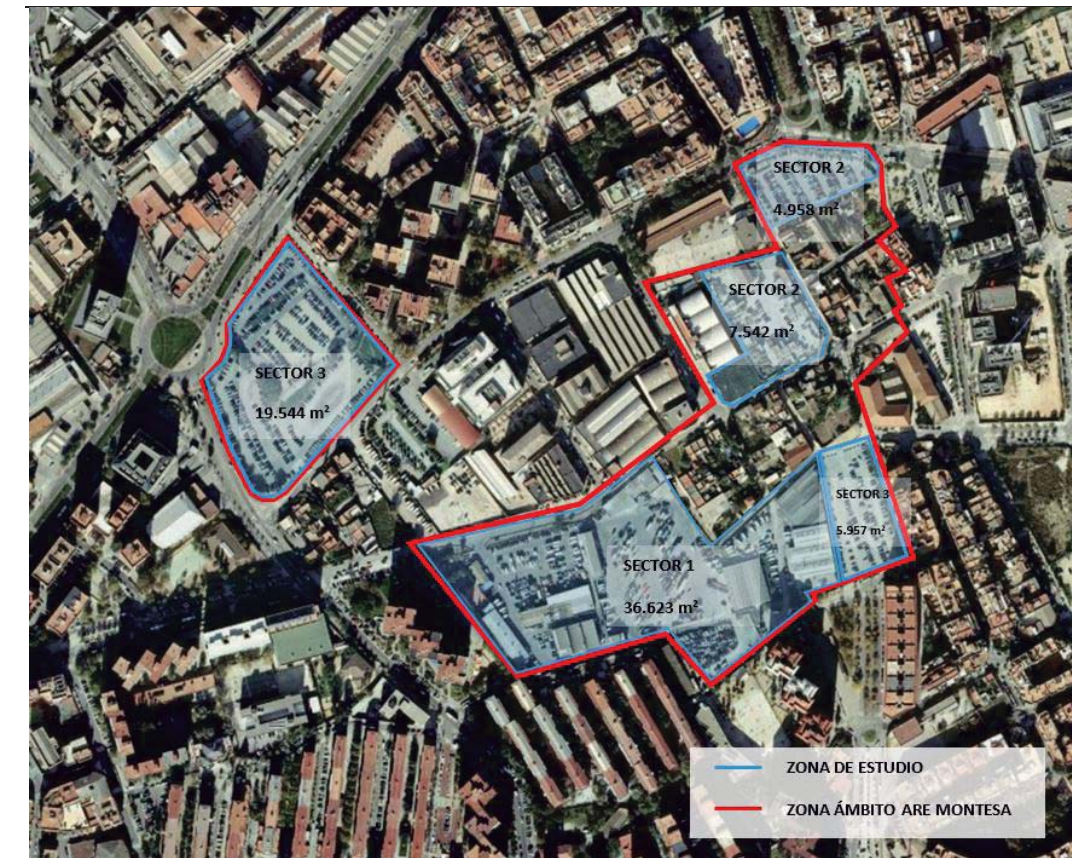 SECTOR 2
4.958 m²
SECTOR 2
7.542 m²
SECTOR 3
19.544 m²
SECTOR 3
5.957 m²
SECTOR 1
36.623 m²
ZONA DE ESTUDIO
ZONA ÁMBITO ARE MONTESA